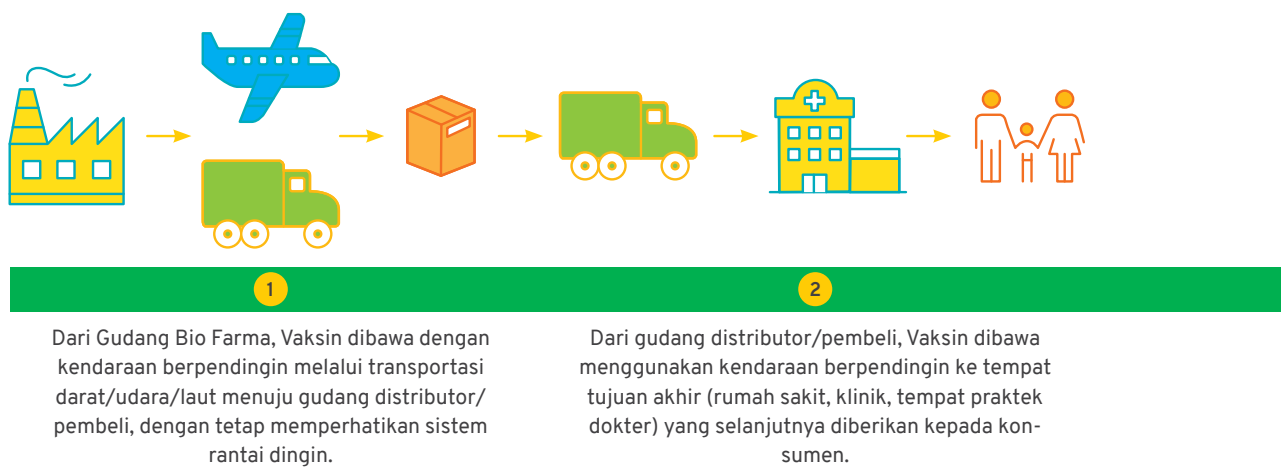 1
Dari Gudang Bio Farma, Vaksin dibawa dengan
kendaraan berpendingin melalui transportasi
darat/udara/laut menuju gudang distributor/
pembeli, dengan tetap memperhatikan sistem
rantai dingin.
2
Dari gudang distributor/pembeli, Vaksin dibawa
menggunakan kendaraan berpendingin ke tempat
tujuan akhir (rumah sakit, klinik, tempat praktek
dokter) yang selanjutnya diberikan kepada kon-
sumen.